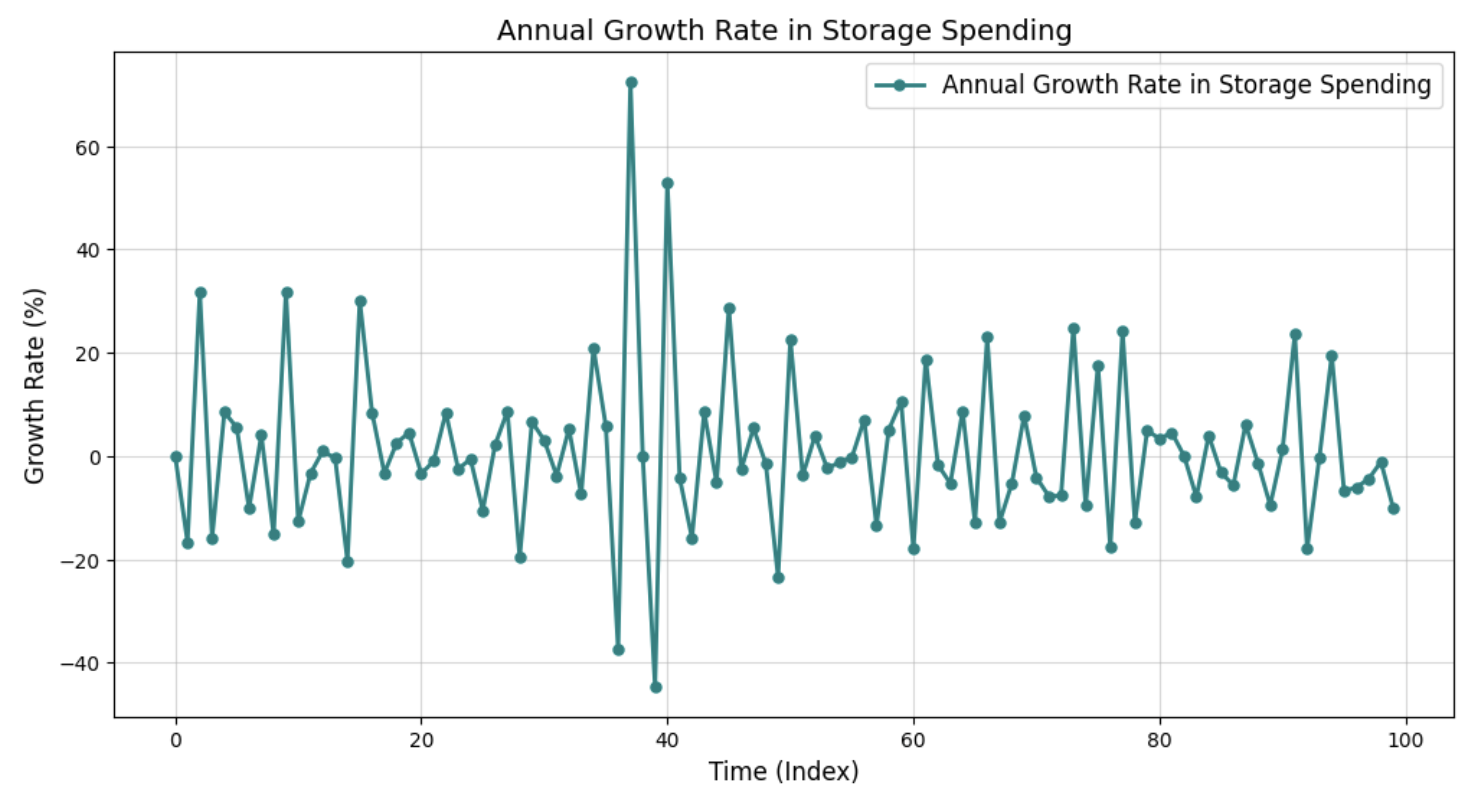 Annual Growth Rate in Storage Spending
Annual Growth Rate in Storage Spending
Growth Rate (%)
60
40
20
0
−20
−40
0 20 40 60 80 100
Time (Index)